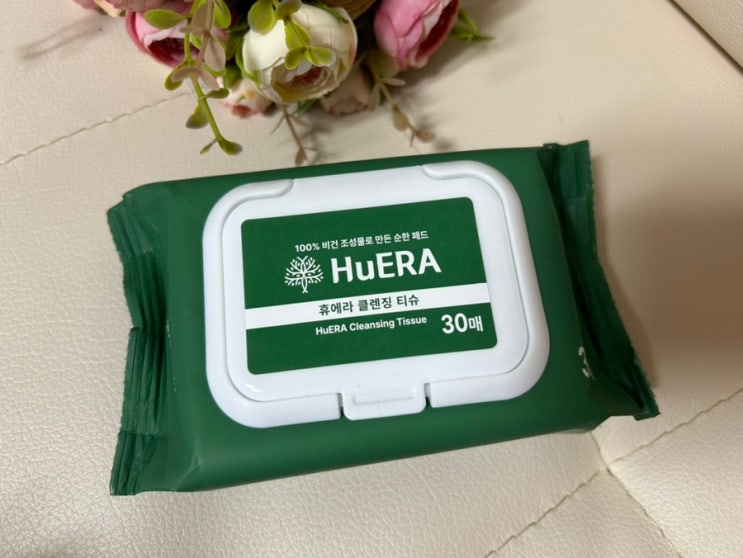 100% 비건 조성물로 만든 순한 패드
HuERA
휴에라 클렌징 티슈
HuERA Cleansing Tissue
30매
3